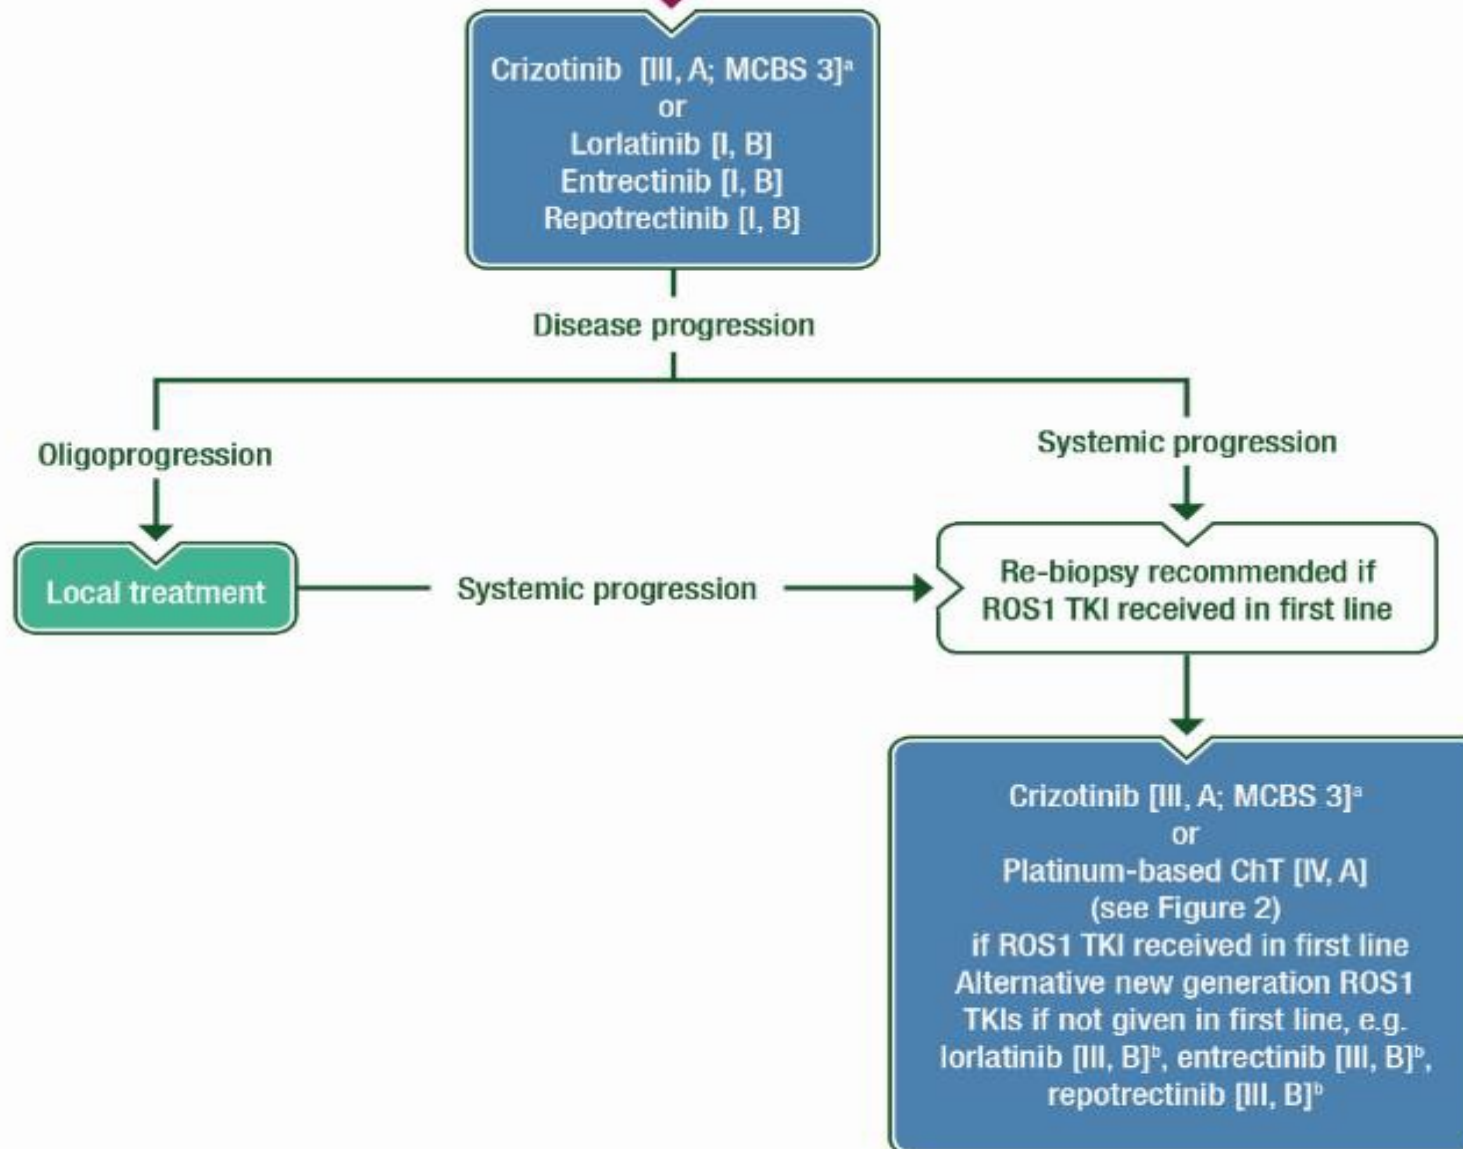 Crizotinib [III, A; MCBS 3]ª
or
Lorlatinib [I, B]
Entrectinib [I, B]
Repotrectinib [I, B]
Disease progression
Oligoprogression
Systemic progression
Local treatment
Systemic progression
Re-biopsy recommended if
ROS1 TKI received in first line
Crizotinib [III, A; MCBS 3]ª
or
Platinum-based ChT [IV, A]
(see Figure 2)
if ROS1 TKI received in first line
Alternative new generation ROS1
TKIs if not given in first line, e.g.
lorlatinib [III, B]ᵇ, entrectinib [III, B]ᵇ,
repotrectinib [III, B]ᵇ